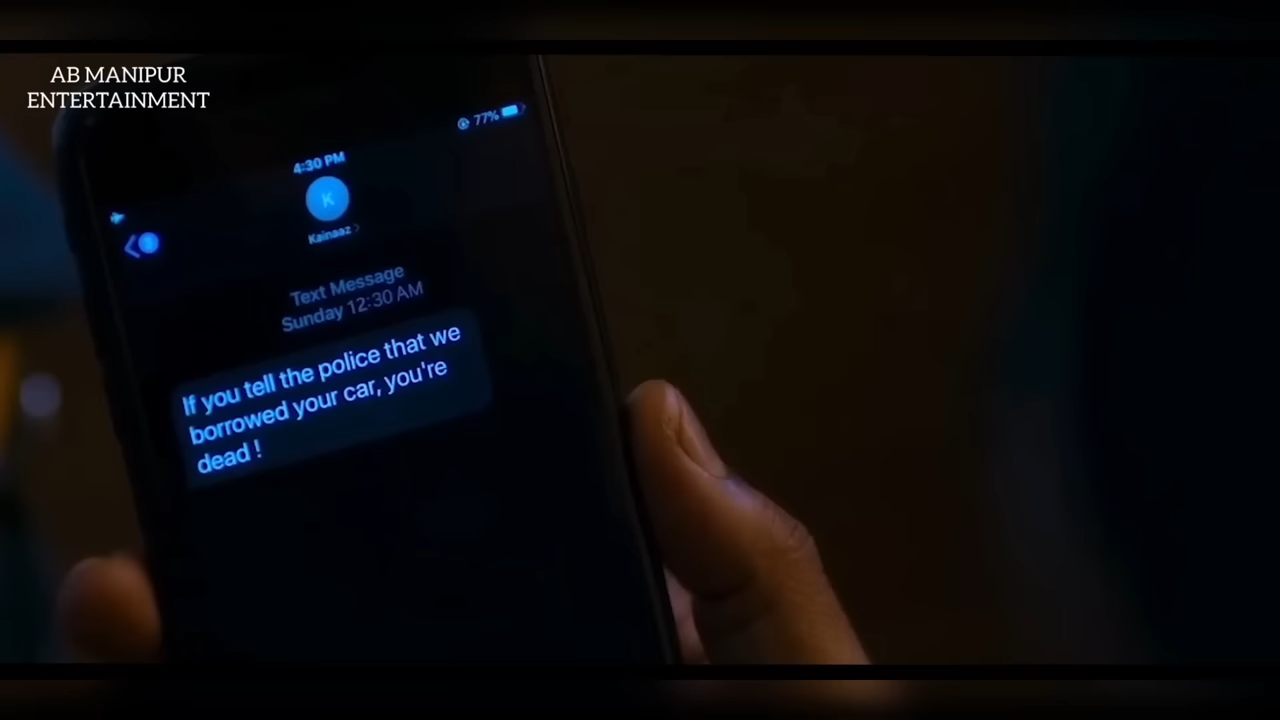 AB MANIPUR
ENTERTAINMENT
77%
4:30 PM
K
Kainaaz
Text Message
Sunday 12:30 AM
If you tell the police that we
borrowed your car, you're
dead !